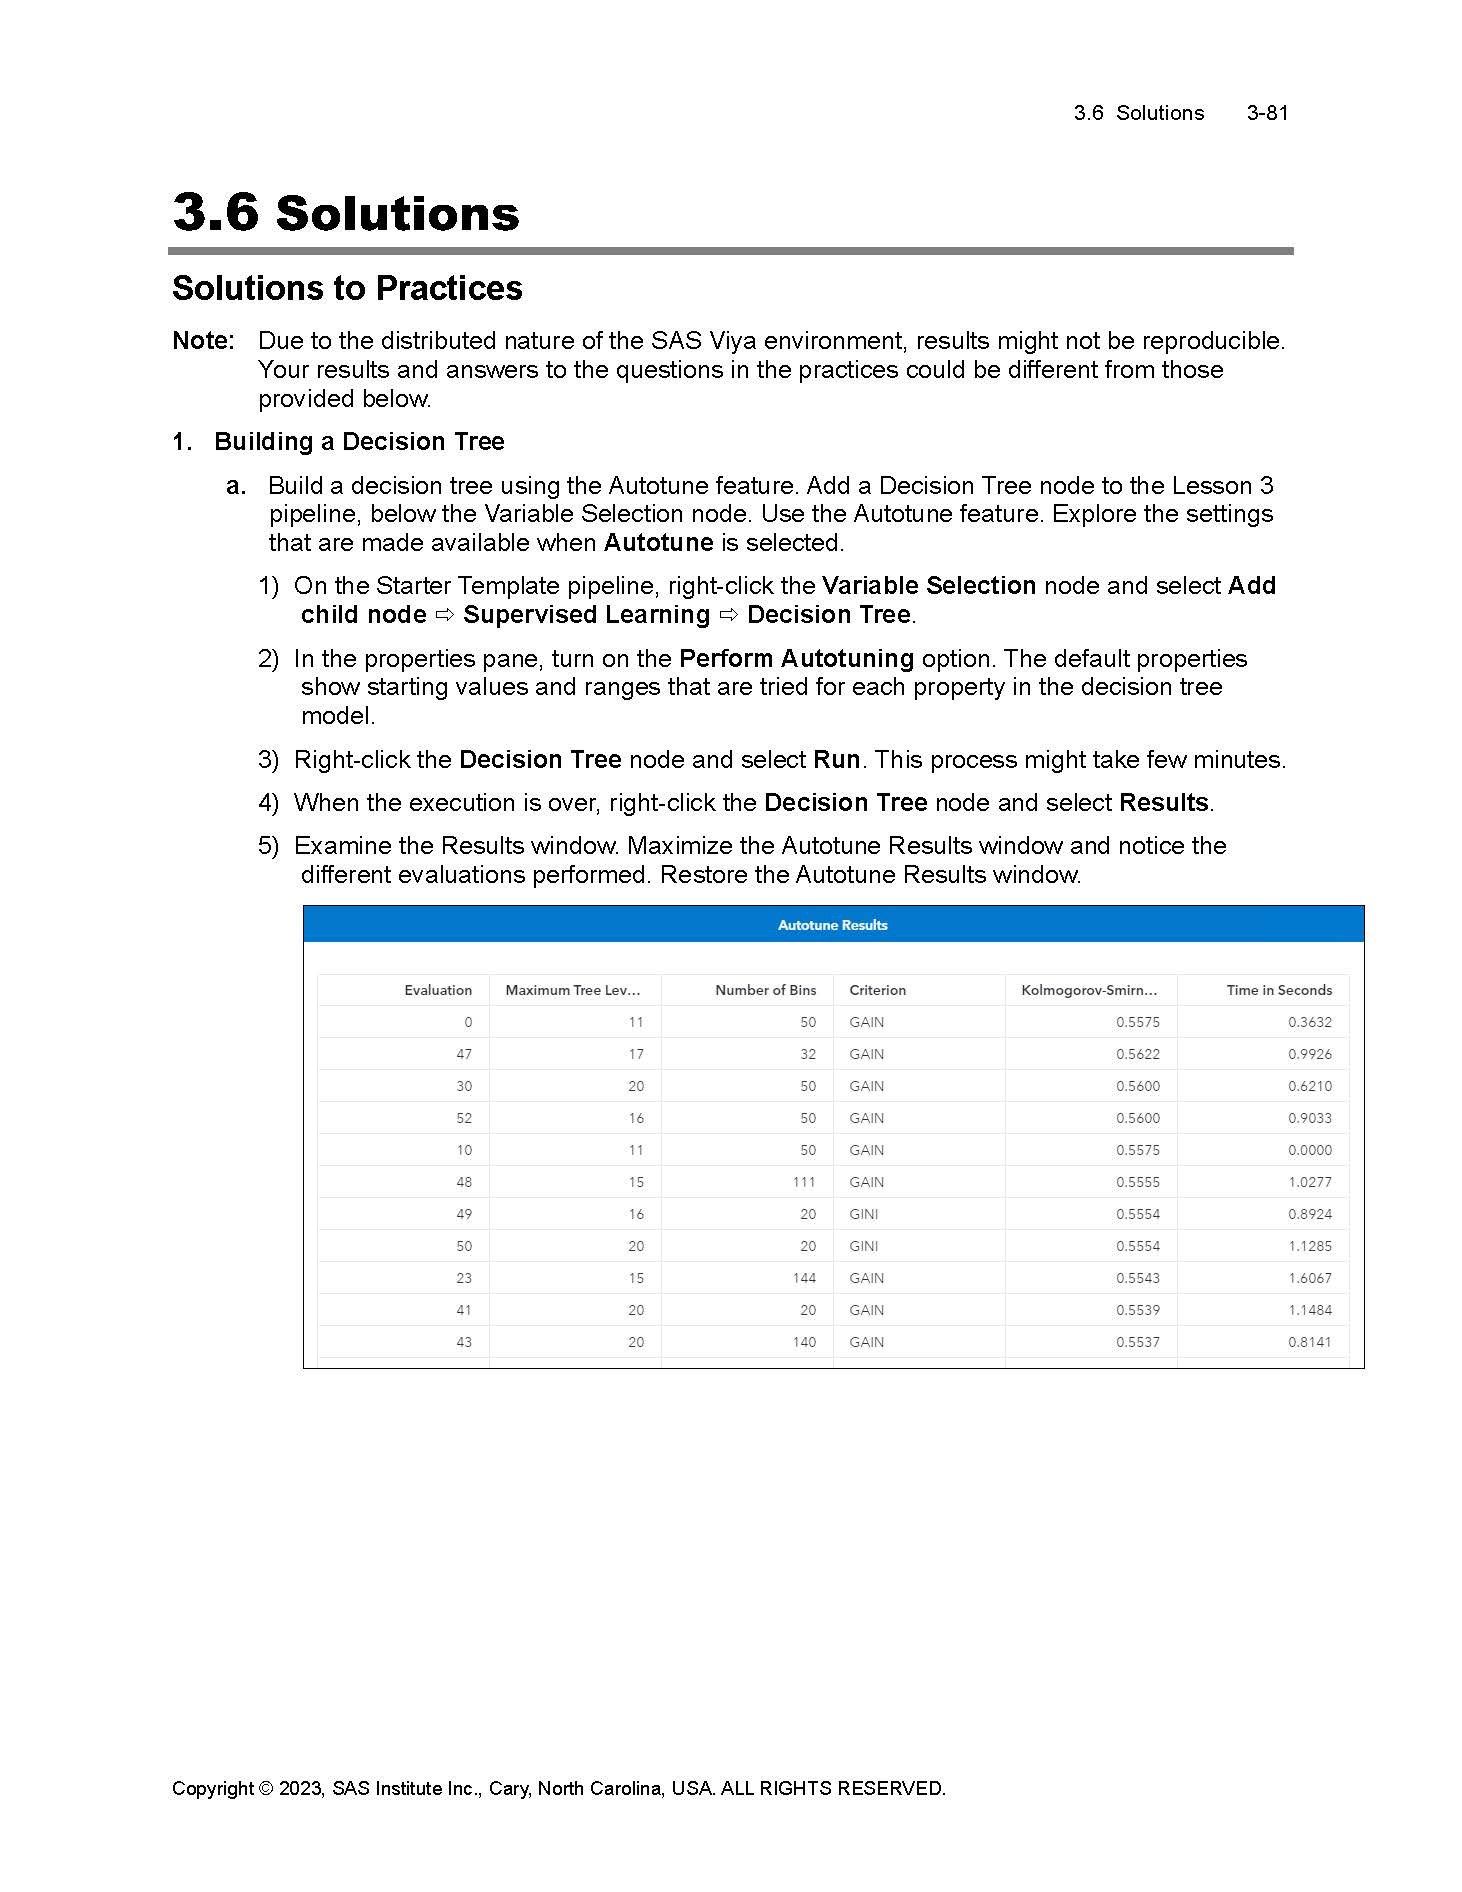 3.6 Solutions 3-81
3.6 Solutions
Solutions to Practices
Note: Due to the distributed nature of the SAS Viya environment, results might not be reproducible.
Your results and answers to the questions in the practices could be different from those
provided below.
1. Building a Decision Tree
a. Build a decision tree using the Autotune feature. Add a Decision Tree node to the Lesson 3
pipeline, below the Variable Selection node. Use the Autotune feature. Explore the settings
that are made available when Autotune is selected.
1) On the Starter Template pipeline, right-click the Variable Selection node and select Add
child node ⇨ Supervised Learning ⇨ Decision Tree.
2) In the properties pane, turn on the Perform Autotuning option. The default properties
show starting values and ranges that are tried for each property in the decision tree
model.
3) Right-click the Decision Tree node and select Run. This process might take few minutes.
4) When the execution is over, right-click the Decision Tree node and select Results.
5) Examine the Results window. Maximize the Autotune Results window and notice the
different evaluations performed. Restore the Autotune Results window.
Autotune Results
Evaluation Maximum Tree Lev... Number of Bins Criterion Kolmogorov-Smirn... Time in Seconds
0 11 50 GAIN 0.5575 0.3632
47 17 32 GAIN 0.5622 0.9926
30 20 50 GAIN 0.5600 0.6210
52 16 50 GAIN 0.5600 0.9033
10 11 50 GAIN 0.5575 0.0000
48 15 111 GAIN 0.5555 1.0277
49 16 20 GINI 0.5554 0.8924
50 20 20 GINI 0.5554 1.1285
23 15 144 GAIN 0.5543 1.6067
41 20 20 GAIN 0.5539 1.1484
43 20 140 GAIN 0.5537 0.8141
Copyright © 2023, SAS Institute Inc., Cary, North Carolina, USA. ALL RIGHTS RESERVED.